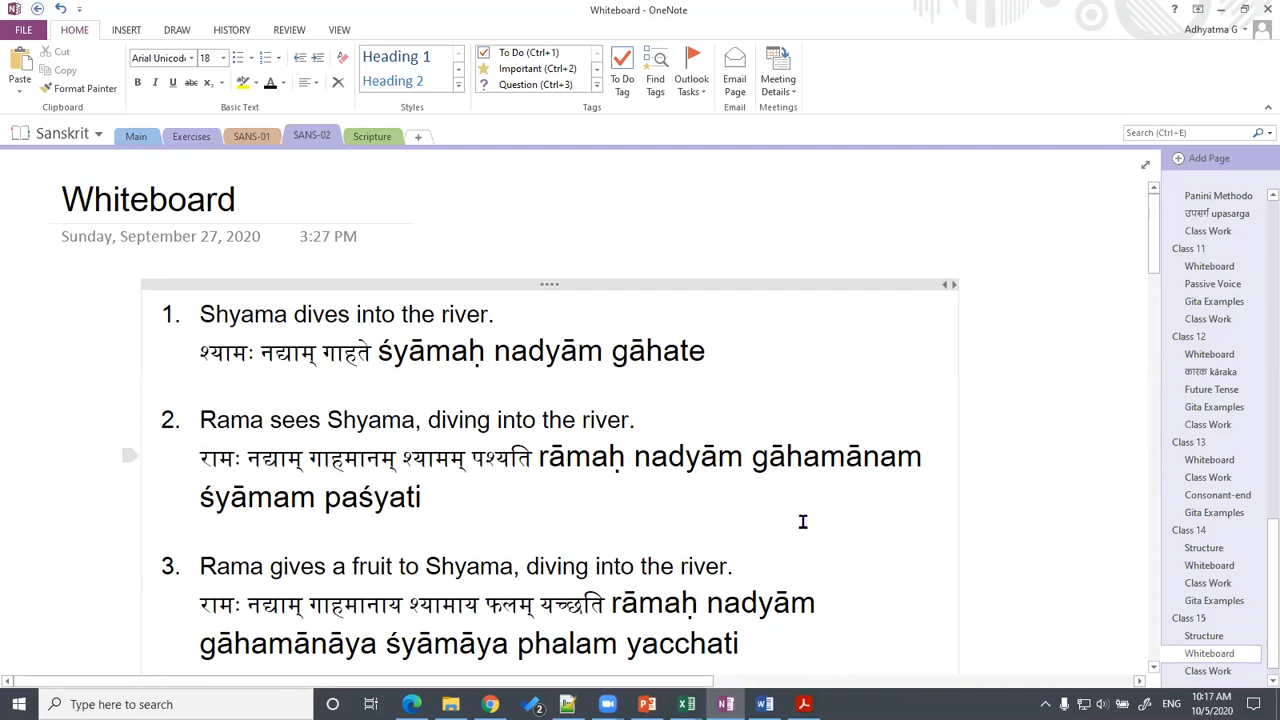 Whiteboard - OneNote
FILE HOME INSERT DRAW HISTORY REVIEW VIEW
Adhyatma G
Paste Cut Copy Format Painter
Arial Unicode 18
Heading 1
Heading 2
To Do (Ctrl+1)
Important (Ctrl+2)
Question (Ctrl+3)
To Do Tag
Find Tags
Outlook Tasks
Email Page
Meeting Details
Clipboard Basic Text Styles Tags Email Meetings
Sanskrit Main Exercises SANS-01 SANS-02 Scripture
Search (Ctrl+E)
Add Page
Whiteboard
Sunday, September 27, 2020 3:27 PM
1. Shyama dives into the river.
श्यामः नद्याम् गाहते śyāmaḥ nadyām gāhate
2. Rama sees Shyama, diving into the river.
रामः नद्याम् गाहमानम् श्यामम् पश्यति rāmaḥ nadyām gāhamānam
śyāmam paśyati
3. Rama gives a fruit to Shyama, diving into the river.
रामः नद्याम् गाहमानाय श्यामाय फलम् यच्छति rāmaḥ nadyām
gāhamānāya śyāmāya phalam yacchati
Panini Methodo
उपसर्ग upasarga
Class Work
Class 11
Whiteboard
Passive Voice
Gita Examples
Class Work
Class 12
Whiteboard
कारक káraka
Future Tense
Gita Examples
Class Work
Class 13
Whiteboard
Class Work
Consonant-end
Gita Examples
Class 14
Structure
Whiteboard
Class Work
Gita Examples
Class 15
Structure
Whiteboard
Class Work
Type here to search
2
ENG
10:17 AM
10/5/2020